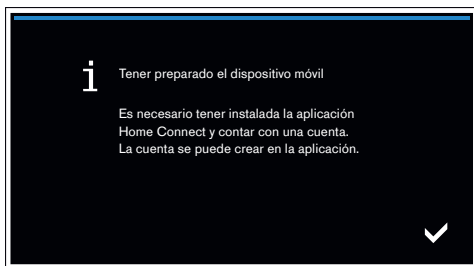 Tener preparado el dispositivo móvil
Es necesario tener instalada la aplicación
Home Connect y contar con una cuenta.
La cuenta se puede crear en la aplicación.